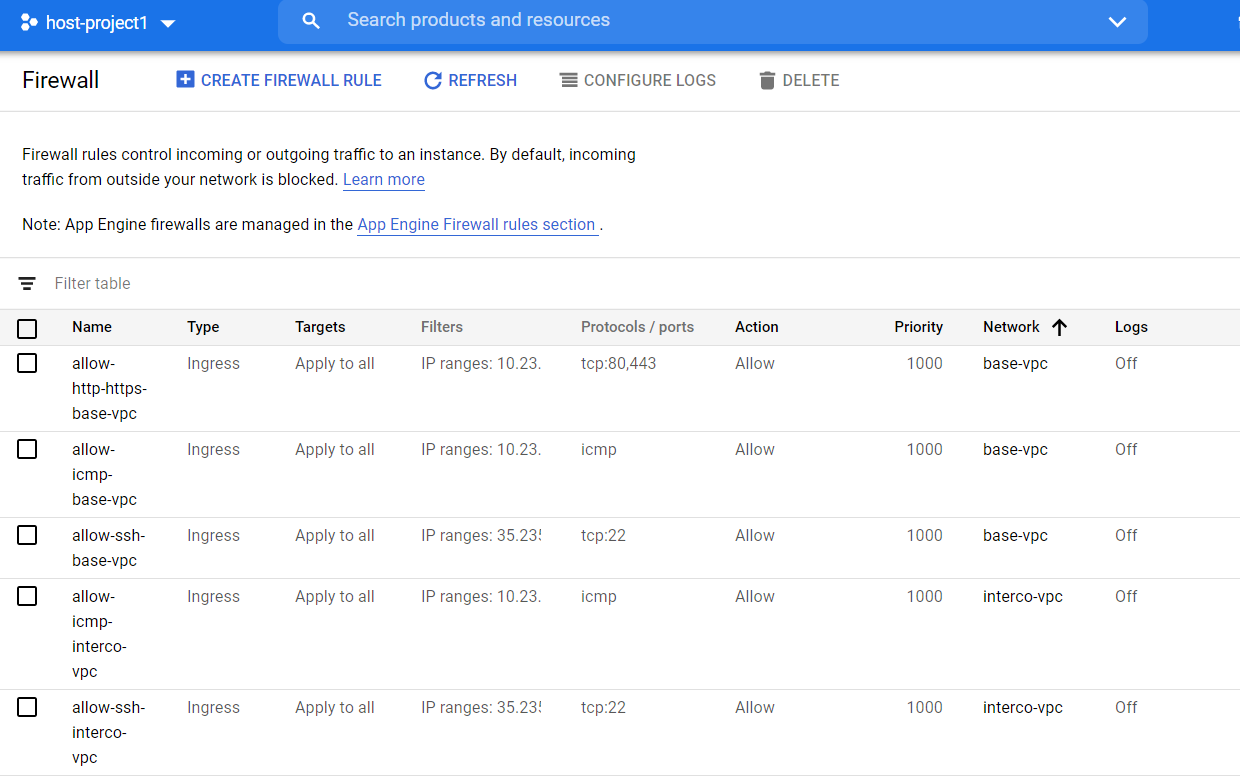 host-project1
Search products and resources
Firewall
CREATE FIREWALL RULE
REFRESH
CONFIGURE LOGS
DELETE
Firewall rules control incoming or outgoing traffic to an instance. By default, incoming
traffic from outside your network is blocked. Learn more
Note: App Engine firewalls are managed in the App Engine Firewall rules section .
Filter table
Name Type Targets Filters Protocols / ports Action Priority Network Logs
allow- Ingress Apply to all IP ranges: 10.23. tcp:80,443 Allow 1000 base-vpc Off
http-https-
base-vpc
allow- Ingress Apply to all IP ranges: 10.23. icmp Allow 1000 base-vpc Off
icmp-
base-vpc
allow-ssh- Ingress Apply to all IP ranges: 35.235 tcp:22 Allow 1000 base-vpc Off
base-vpc
allow- Ingress Apply to all IP ranges: 10.23. icmp Allow 1000 interco-vpc Off
icmp-
interco-
vpc
allow-ssh- Ingress Apply to all IP ranges: 35.235 tcp:22 Allow 1000 interco-vpc Off
interco-
vpc